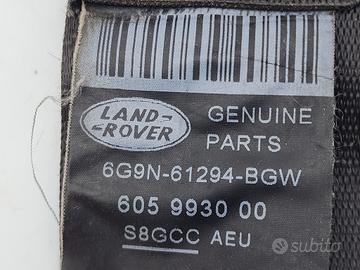 LAND-
ROVER
GENUINE
PARTS
6G9N-61294-BGW
605 9930 00
S8GCC AEU
subito